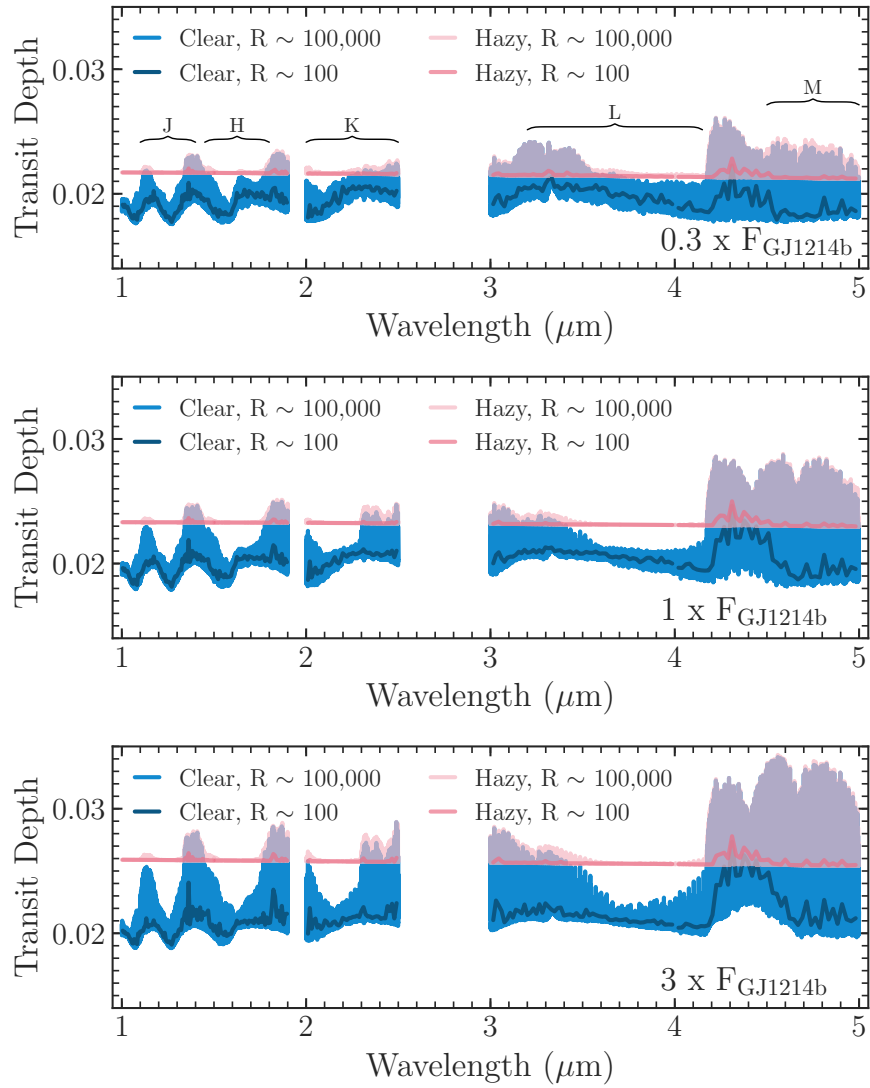 Clear, R ∼ 100,000
Hazy, R ∼ 100,000
Clear, R ∼ 100
Hazy, R ∼ 100
J
H
K
L
M
0.03
0.02
Transit Depth
0.3 x F_GJ1214b
1 2 3 4 5
Wavelength (μm)
Clear, R ∼ 100,000
Hazy, R ∼ 100,000
Clear, R ∼ 100
Hazy, R ∼ 100
0.03
0.02
Transit Depth
1 x F_GJ1214b
1 2 3 4 5
Wavelength (μm)
Clear, R ∼ 100,000
Hazy, R ∼ 100,000
Clear, R ∼ 100
Hazy, R ∼ 100
0.03
0.02
Transit Depth
3 x F_GJ1214b
1 2 3 4 5
Wavelength (μm)